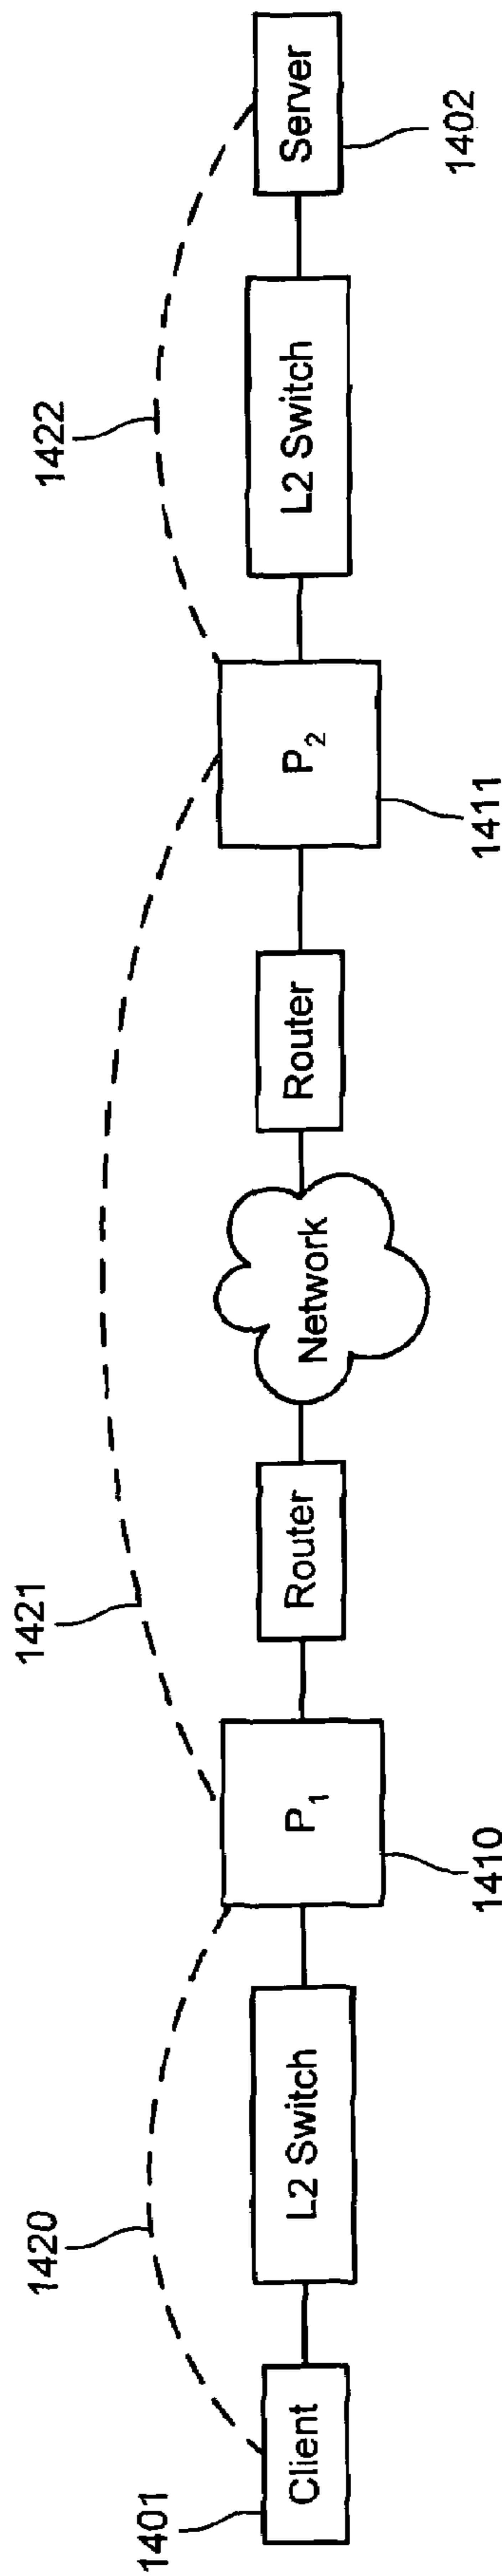 1421
1420
1422
1401
Client
L2 Switch
P₁
Router
Network
Router
P₂
L2 Switch
Server
1410
1411
1402